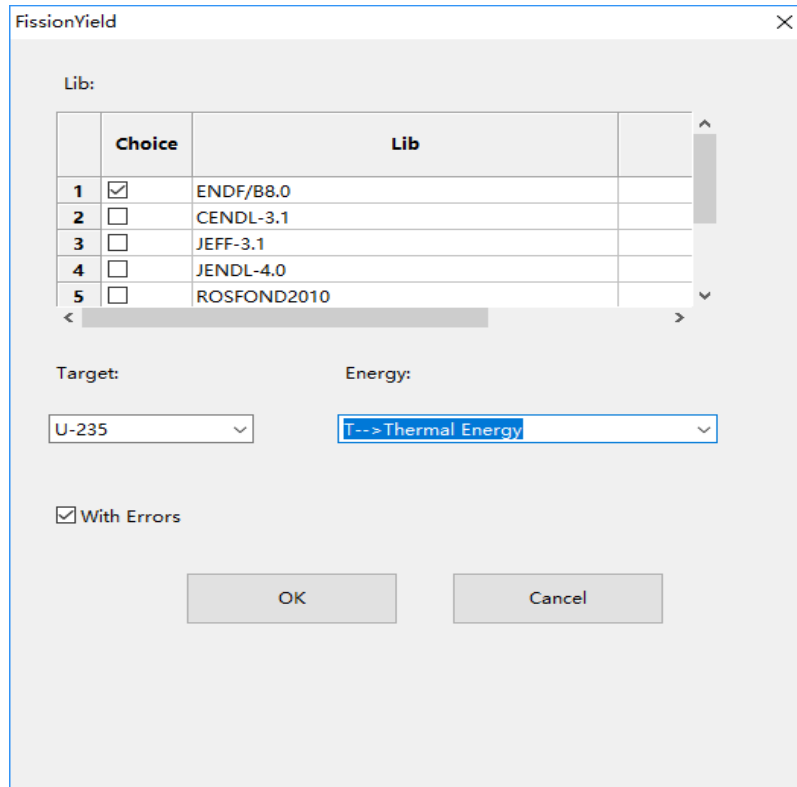 FissionYield
Lib:
Choice Lib
1 ENDF/B8.0
2 CENDL-3.1
3 JEFF-3.1
4 JENDL-4.0
5 ROSFOND2010
Target: Energy:
U-235 T-->Thermal Energy
With Errors
OK Cancel